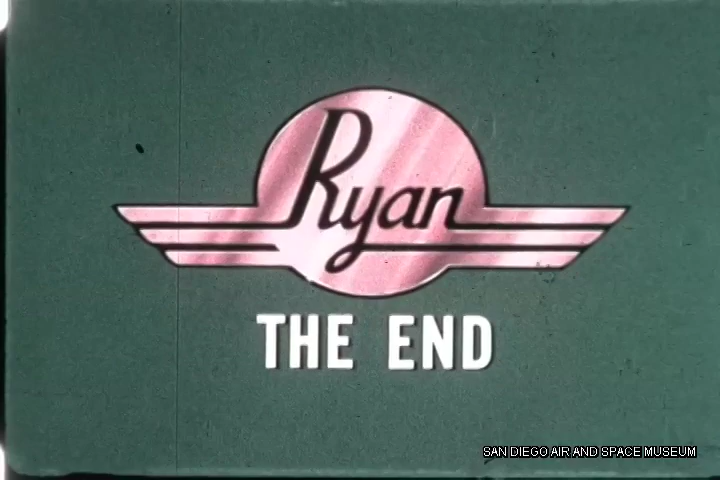 Ryan
THE END
SAN DIEGO AIR AND SPACE MUSEUM